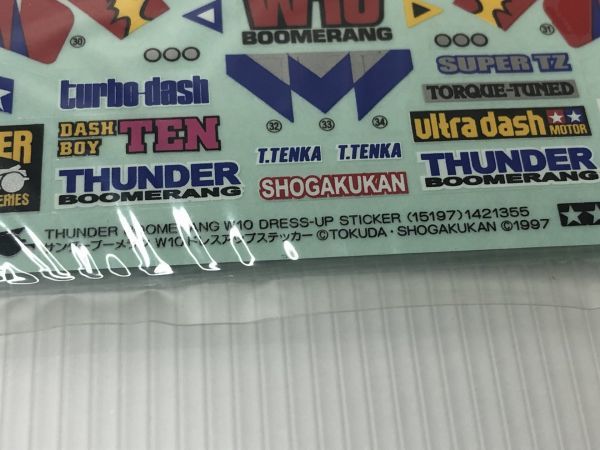 W10
BOOMERANG
30
31
turbo-dash
SUPER TZ
TORQUE-TUNED
DASH BOY TEN
32 33 34
ultra dash MOTOR
T.TENKA T.TENKA
THUNDER
BOOMERANG
SHOGAKUKAN
THUNDER
BOOMERANG
ER
ERIES
THUNDER BOOMERANG W10 DRESS-UP STICKER (15197)1421355
サンダーブーメラン W10ドレスアップステッカー ©TOKUDA・SHOGAKUKAN ©1997